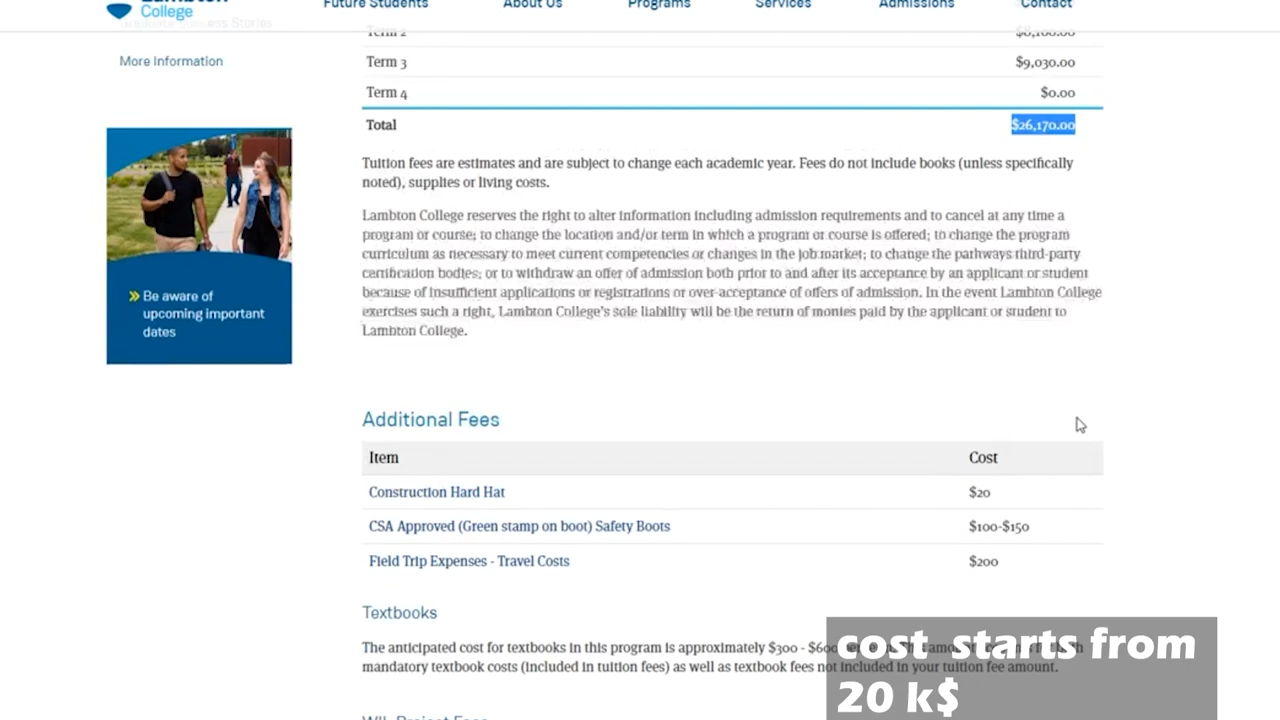 Lambton
College
Future Students
About Us
Programs
Services
Admissions
Contact
Graduate Success Stories
More Information
Term 2
Term 3
$9,030.00
Term 4
$0.00
Total
$26,170.00
Tuition fees are estimates and are subject to change each academic year. Fees do not include books (unless specifically
noted), supplies or living costs.
Lambton College reserves the right to alter information including admission requirements and to cancel at any time a
program or course; to change the location and/or term in which a program or course is offered; to change the program
curriculum as necessary to meet current competencies or changes in the job market; to change the pathways third-party
certification bodies; or to withdraw an offer of admission both prior to and after its acceptance by an applicant or student
because of insufficient applications or registrations or over-acceptance of offers of admission. In the event Lambton College
exercises such a right, Lambton College's sole liability will be the return of monies paid by the applicant or student to
Lambton College.
Be aware of
upcoming important
dates
Additional Fees
Item
Cost
Construction Hard Hat
$20
CSA Approved (Green stamp on boot) Safety Boots
$100-$150
Field Trip Expenses - Travel Costs
$200
Textbooks
The anticipated cost for textbooks in this program is approximately $300 - $600
mandatory textbook costs (included in tuition fees) as well as textbook fees not included in your tuition fee amount.
cost starts from
20 k$